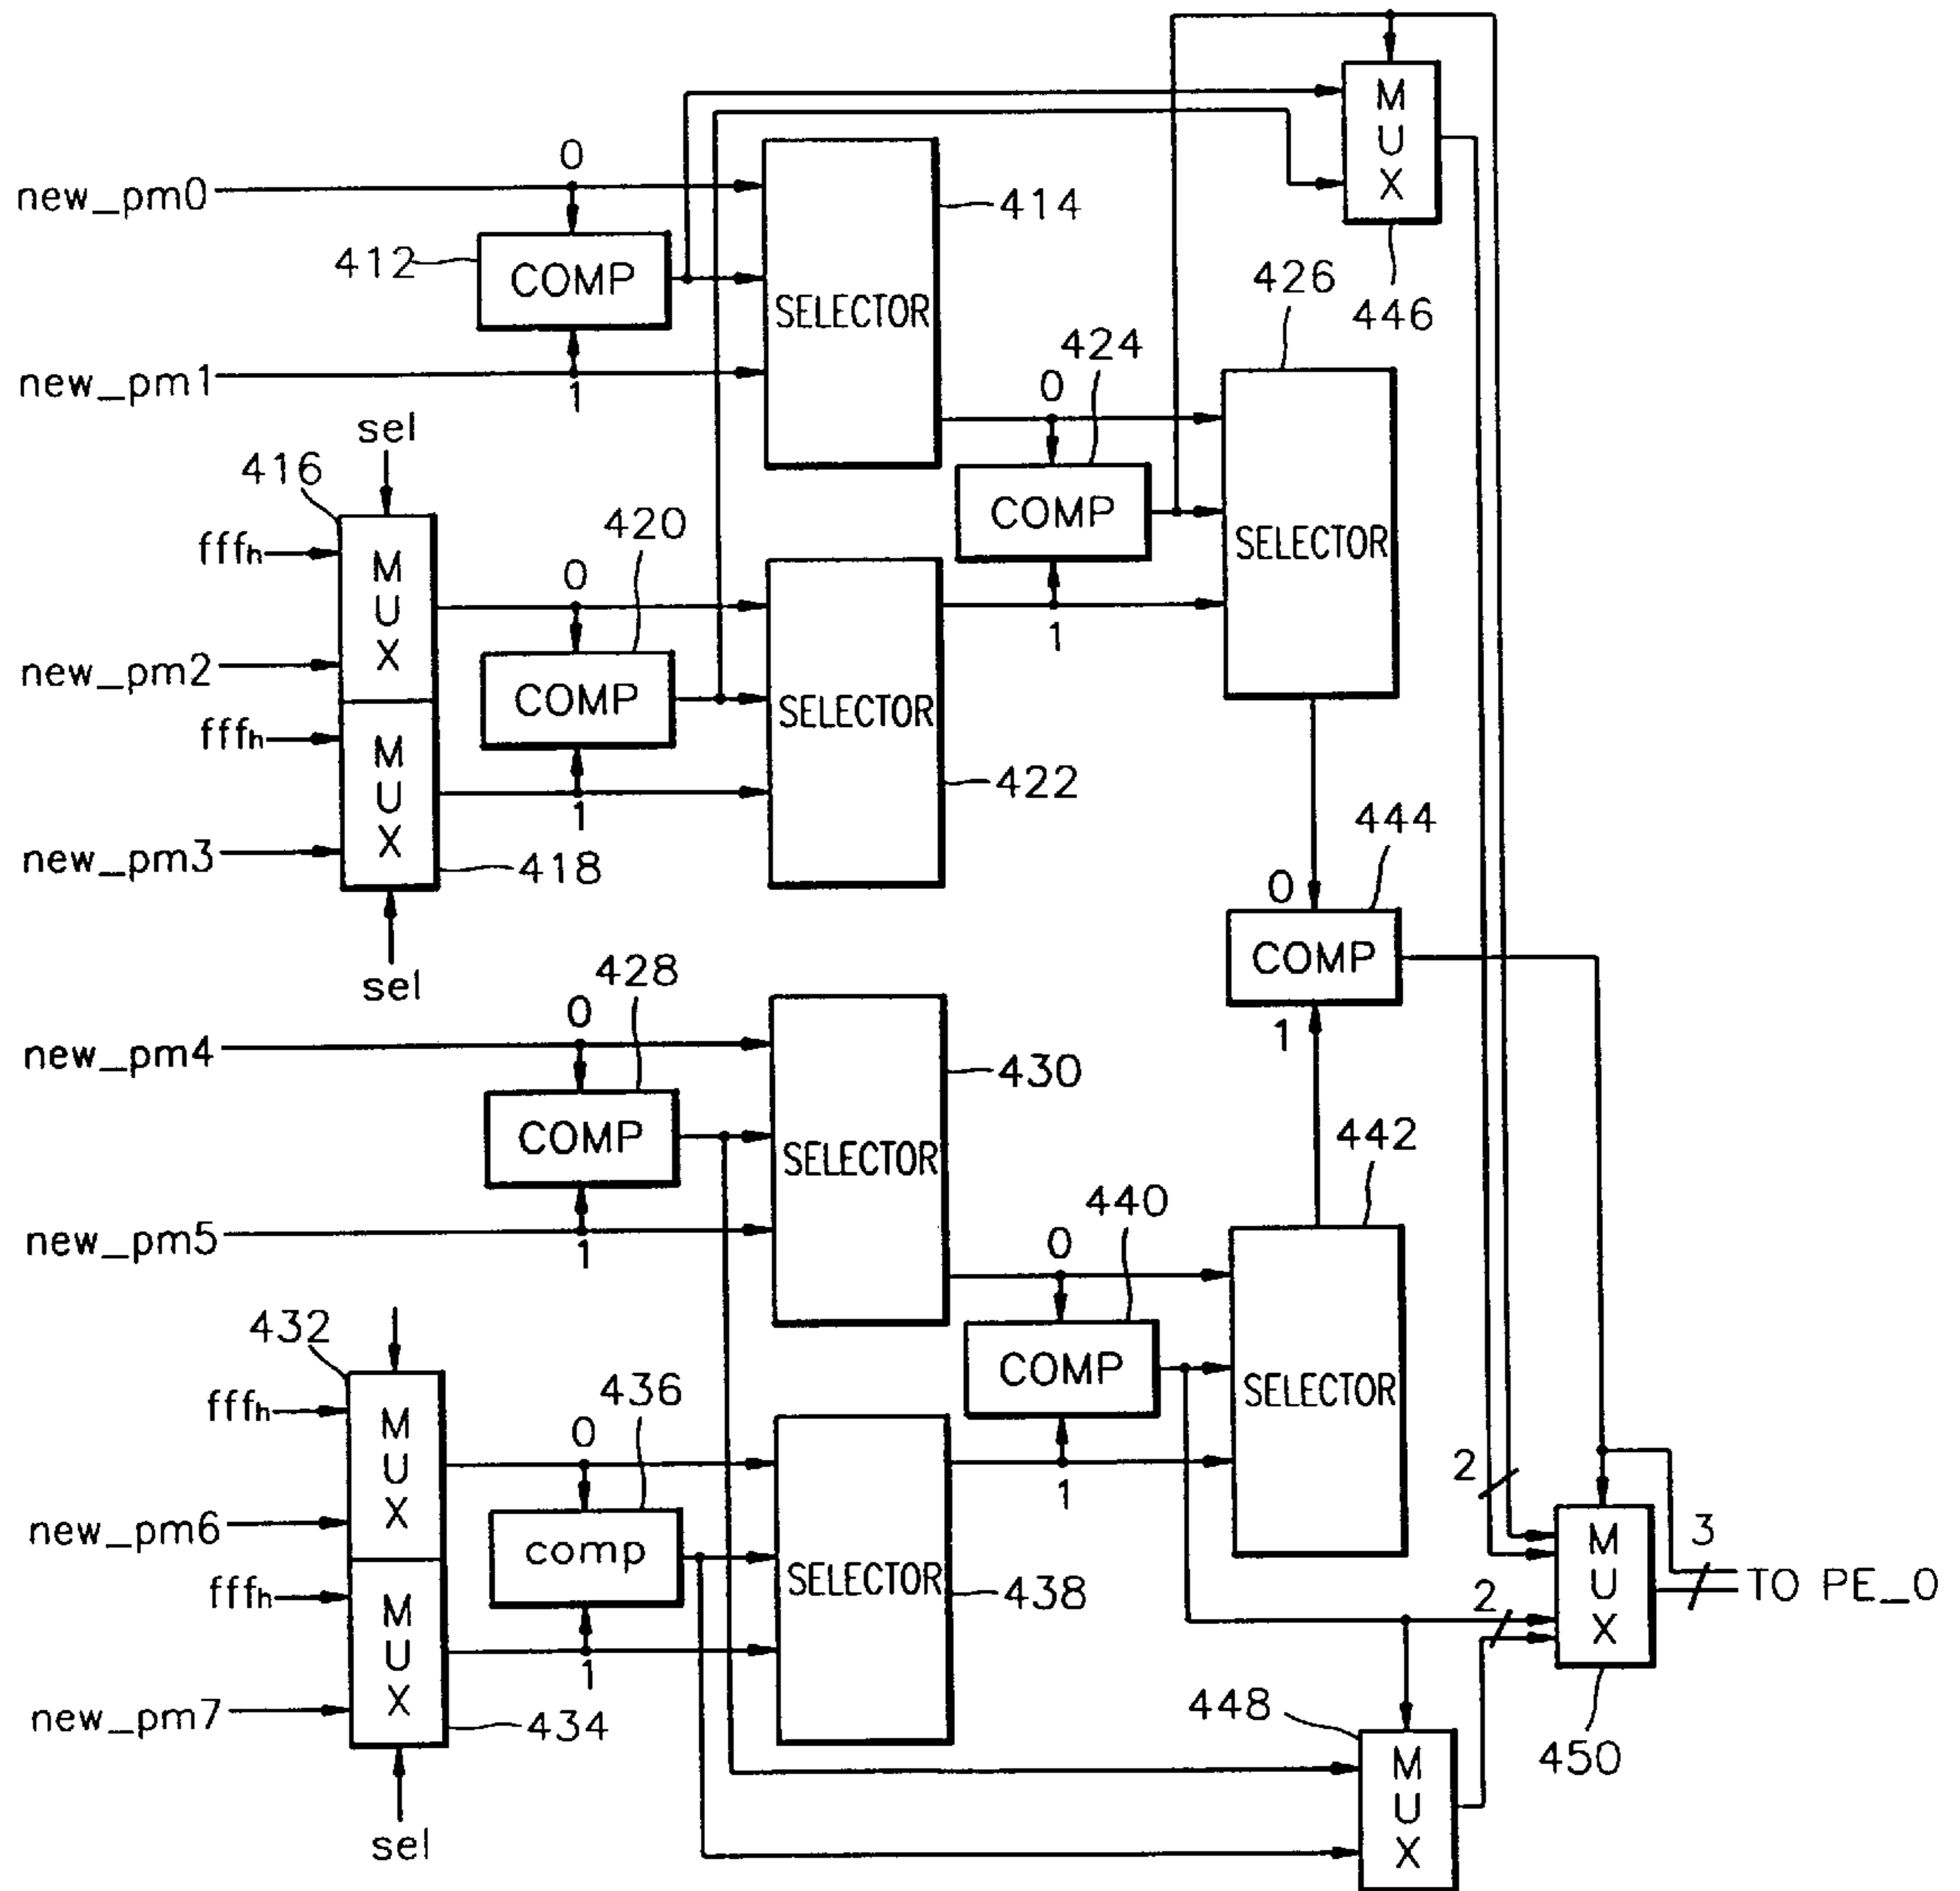 MUX
446
0
new_pm0
412
COMP
SELECTOR
414
new_pm1
1
426
424
0
COMP
SELECTOR
1
sel
416
fffh
MUX
new_pm2
420
0
COMP
1
SELECTOR
422
fffh
MUX
new_pm3
418
sel
444
0
COMP
1
428
0
new_pm4
COMP
SELECTOR
430
new_pm5
1
442
440
0
COMP
SELECTOR
1
432
fffh
MUX
new_pm6
436
0
comp
1
SELECTOR
438
fffh
MUX
new_pm7
434
sel
2
2
MUX
3
TO PE_0
450
448
MUX